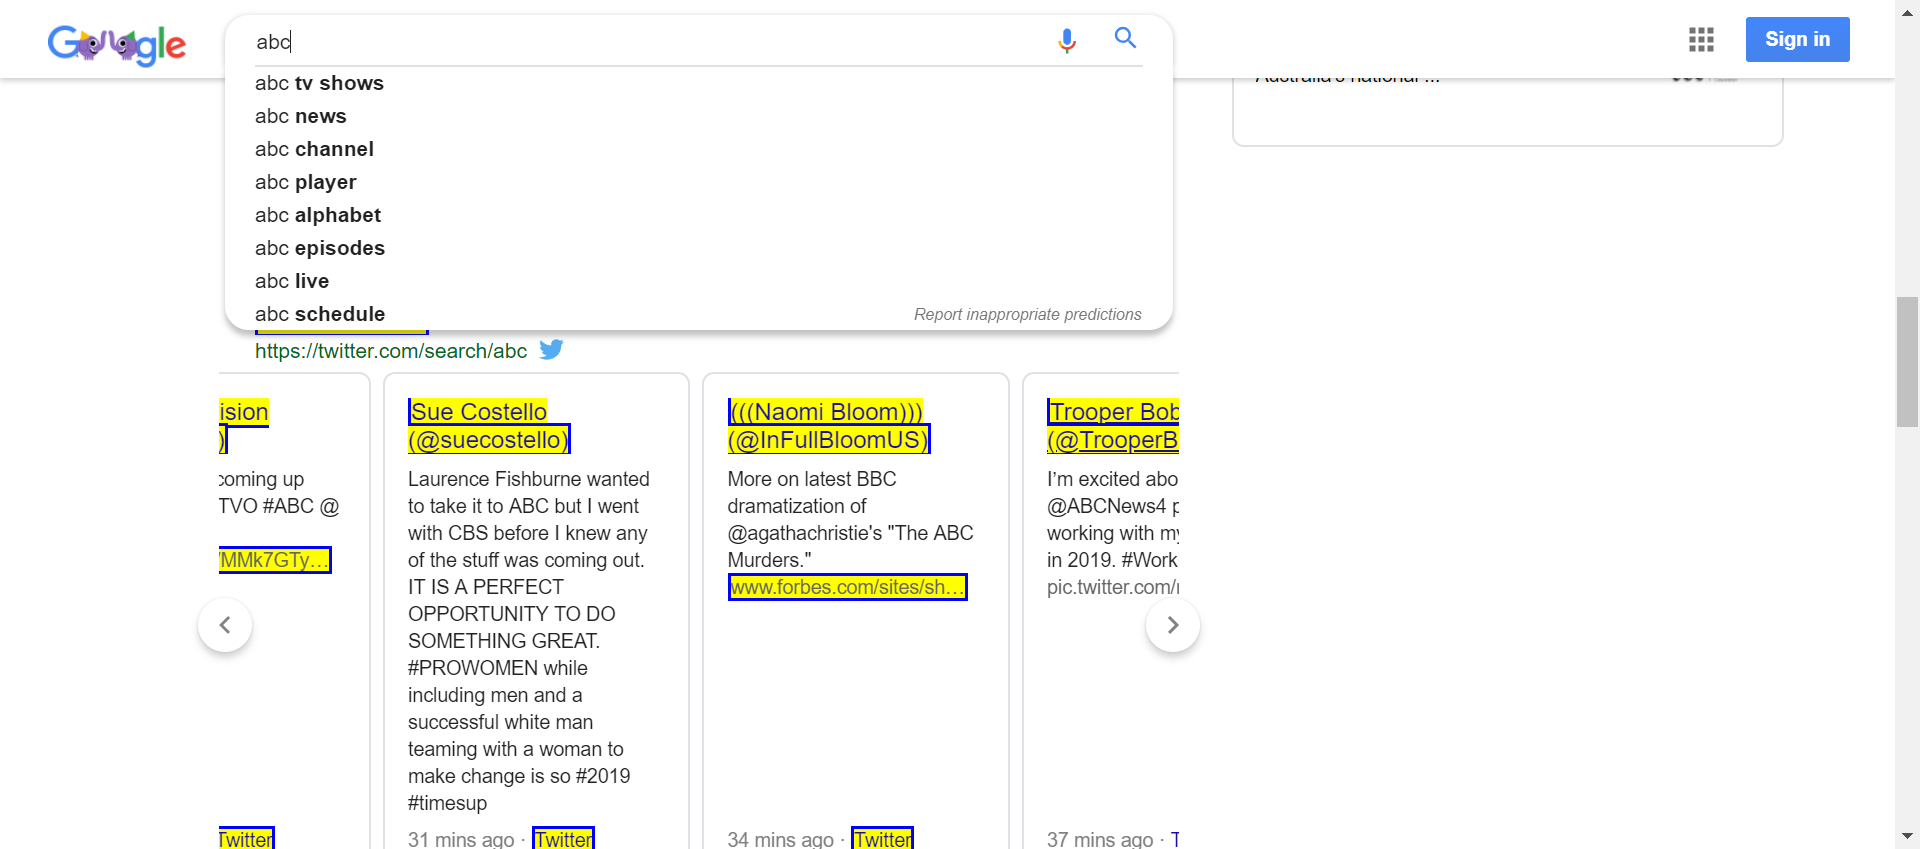 Google
abc
Sign in
abc tv shows
abc news
abc channel
abc player
abc alphabet
abc episodes
abc live
abc schedule
Report inappropriate predictions
Australia's national ...
https://twitter.com/search/abc
ision
)
coming up
TVO #ABC @
/MMk7GTy...
Twitter
Sue Costello
(@suecostello)
Laurence Fishburne wanted
to take it to ABC but I went
with CBS before I knew any
of the stuff was coming out.
IT IS A PERFECT
OPPORTUNITY TO DO
SOMETHING GREAT.
#PROWOMEN while
including men and a
successful white man
teaming with a woman to
make change is so #2019
#timesup
31 mins ago · Twitter
(((Naomi Bloom)))
(@InFullBloomUS)
More on latest BBC
dramatization of
@agathachristie's "The ABC
Murders."
www.forbes.com/sites/sh...
34 mins ago · Twitter
Trooper Bob
(@TrooperB
I'm excited abo
@ABCNews4 p
working with my
in 2019. #Work
pic.twitter.com/
37 mins ago · T